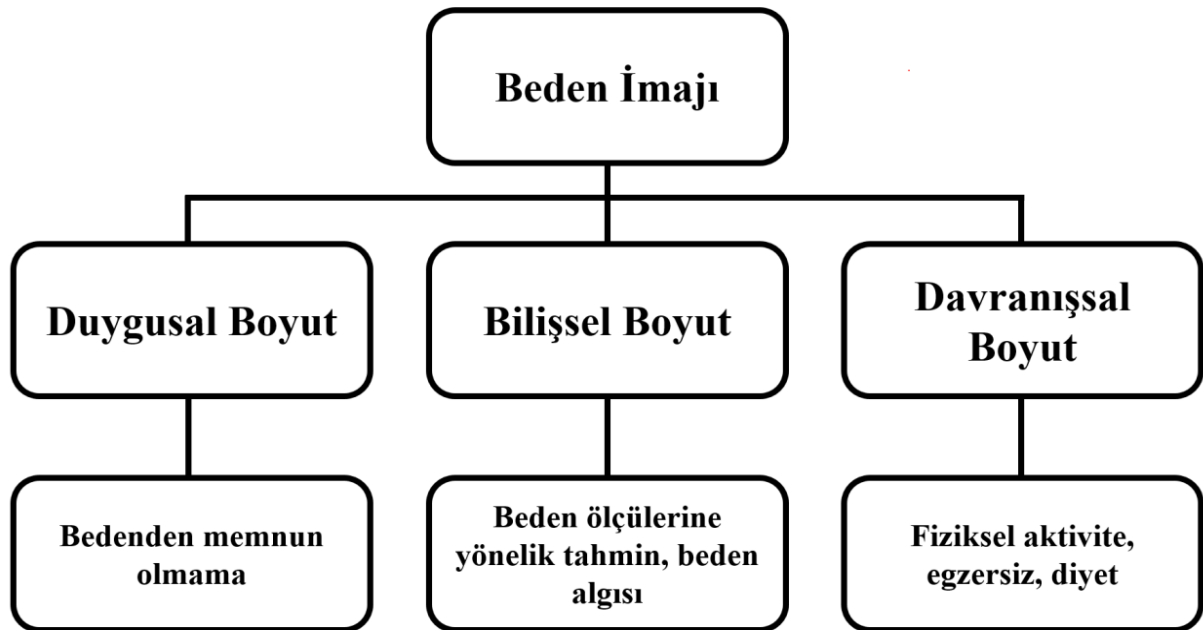 Beden İmajı
Duygusal Boyut
Bilişsel Boyut
Davranışsal
Boyut
Bedenden memnun
olmama
Beden ölçülerine
yönelik tahmin, beden
algısı
Fiziksel aktivite,
egzersiz, diyet